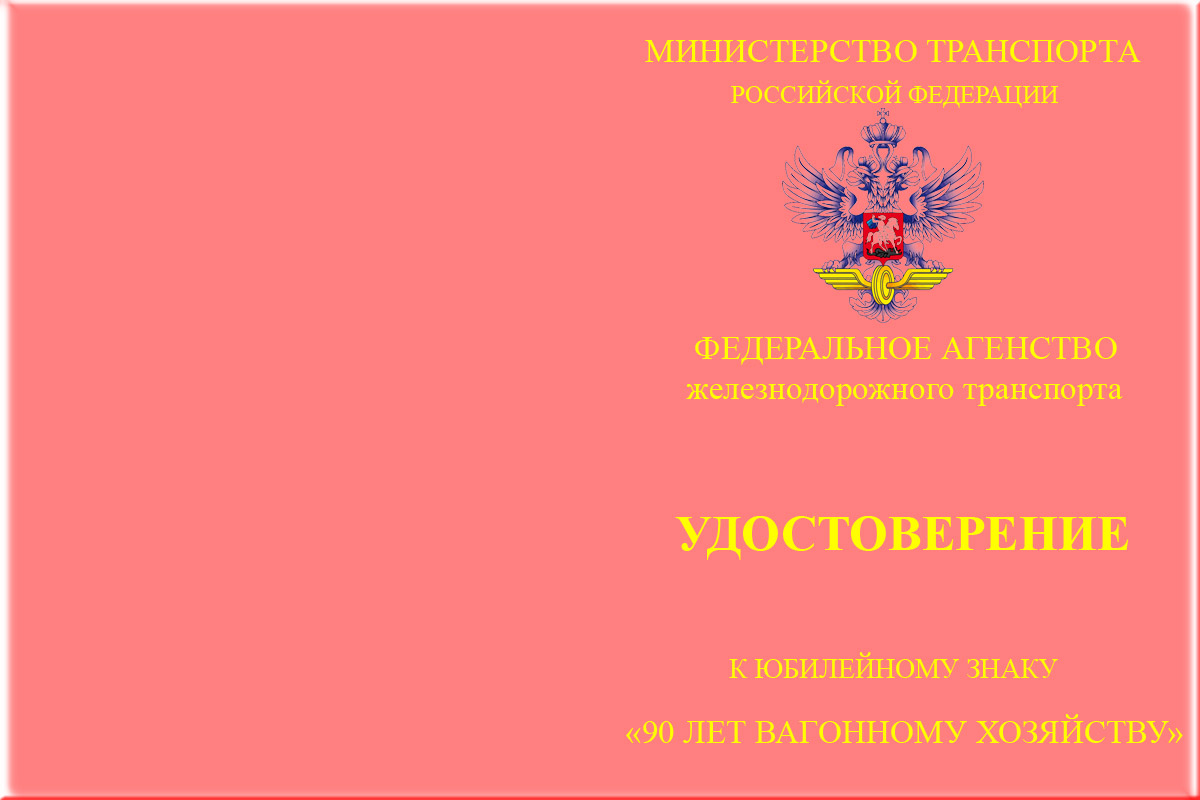 МИНИСТЕРСТВО ТРАНСПОРТА
РОССИЙСКОЙ ФЕДЕРАЦИИ
ФЕДЕРАЛЬНОЕ АГЕНСТВО
железнодорожного транспорта
УДОСТОВЕРЕНИЕ
К ЮБИЛЕЙНОМУ ЗНАКУ
«90 ЛЕТ ВАГОННОМУ ХОЗЯЙСТВУ»